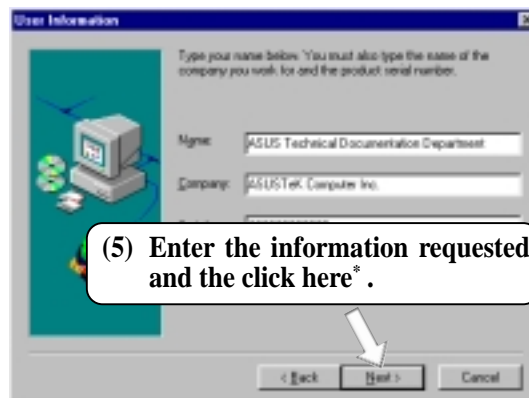 User Information
Type your name below. You must also type the name of the
company you work for and the product serial number.
Name:
ASUS Technical Documentation Department
Company:
ASUSTeK Computer Inc.
(5) Enter the information requested
and the click here* .
< Back
Next >
Cancel